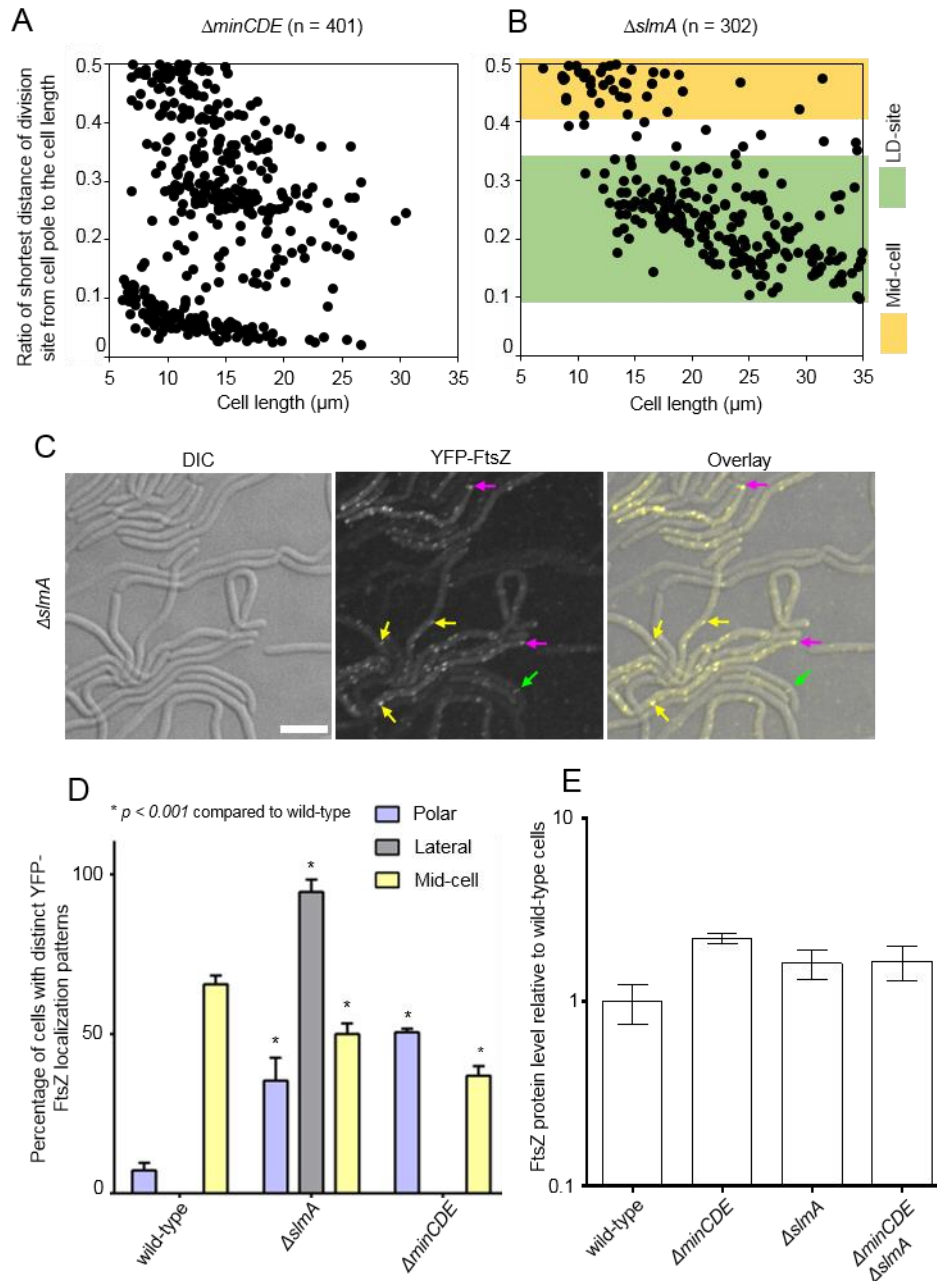 A
ΔminCDE (n = 401)
Ratio of shortest distance of division
site from cell pole to the cell length
0.5
0.4
0.3
0.2
0.1
0
5 10 15 20 25 30 35
Cell length (µm)
B
ΔslmA (n = 302)
0.5
0.4
0.3
0.2
0.1
0
5 10 15 20 25 30 35
Cell length (µm)
LD-site
Mid-cell
C
DIC
YFP-FtsZ
Overlay
ΔslmA
D
* p < 0.001 compared to wild-type
Polar
Lateral
Mid-cell
Percentage of cells with distinct YFP-
FtsZ localization patterns
100
50
0
* * * * *
wild-type
ΔslmA
ΔminCDE
E
FtsZ protein level relative to wild-type cells
10
1
0.1
wild-type
ΔminCDE
ΔslmA
ΔminCDE
ΔslmA